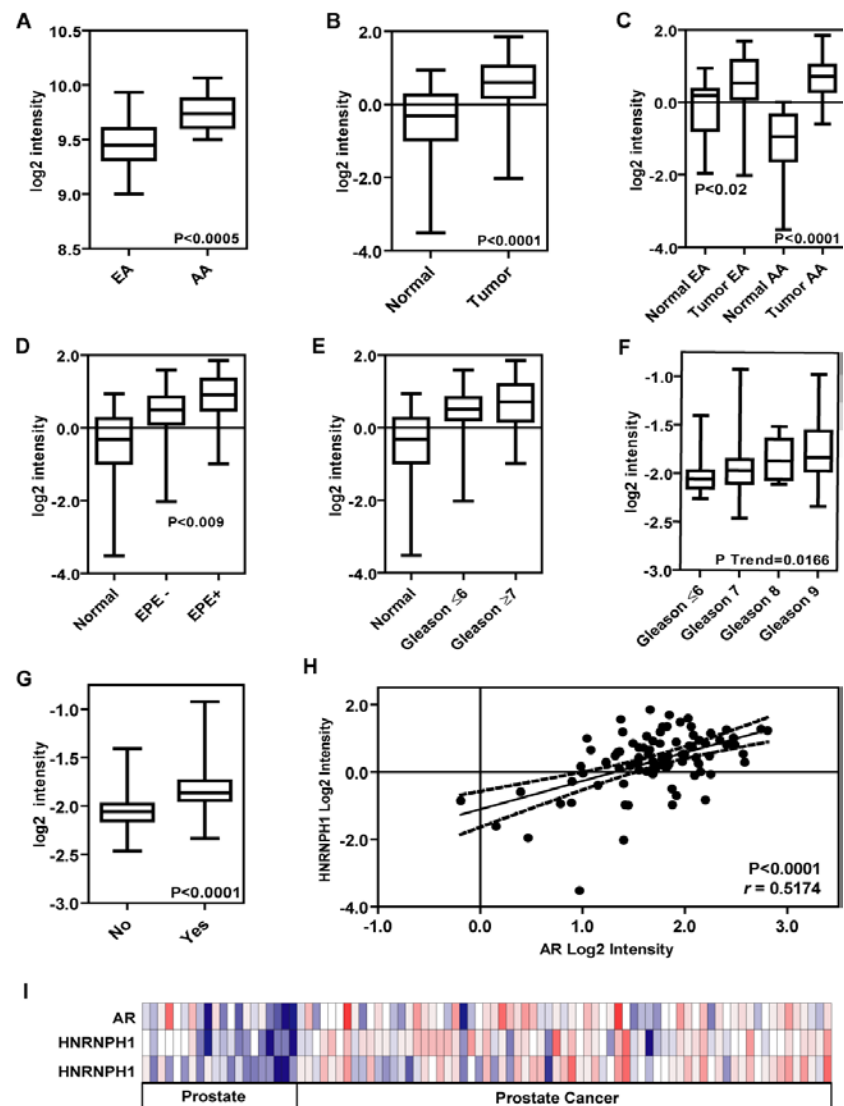 A
10.5
10.0
9.5
9.0
8.5
log2 intensity
P<0.0005
EA
AA
B
2.0
0.0
-2.0
-4.0
log2 intensity
P<0.0001
Normal
Tumor
C
4.0
2.0
0.0
-2.0
-4.0
log2 intensity
P<0.02
P<0.0001
Normal EA
Tumor EA
Normal AA
Tumor AA
D
2.0
0.0
-2.0
-4.0
log2 intensity
P<0.009
Normal
EPE -
EPE+
E
2.0
0.0
-2.0
-4.0
log2 intensity
Normal
Gleason ≤6
Gleason ≥7
F
-1.0
-1.5
-2.0
-2.5
-3.0
log2 intensity
P Trend=0.0166
Gleason ≤6
Gleason 7
Gleason 8
Gleason 9
G
-1.0
-1.5
-2.0
-2.5
-3.0
log2 intensity
P<0.0001
No
Yes
H
2.0
0.0
-2.0
-4.0
HNRNPH1 Log2 Intensity
P<0.0001
r = 0.5174
-1.0 0.0 1.0 2.0 3.0
AR Log2 Intensity
I
AR
HNRNPH1
HNRNPH1
Prostate Prostate Cancer